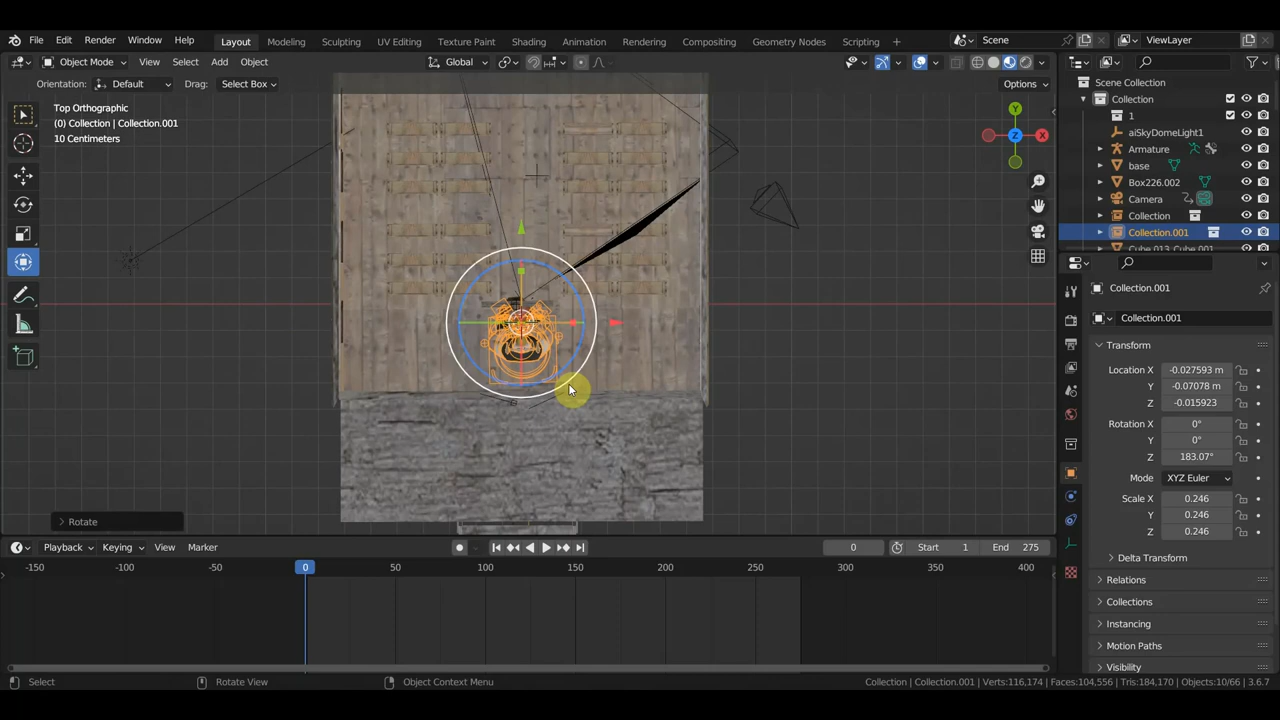 File Edit Render Window Help Layout Modeling Sculpting UV Editing Texture Paint Shading Animation Rendering Compositing Geometry Nodes Scripting + Scene ViewLayer
Object Mode View Select Add Object Global
Orientation: Default Drag: Select Box Options
Top Orthographic
(0) Collection | Collection.001
10 Centimeters
Y
X
Z
Scene Collection
Collection
1
aiSkyDomeLight1
Armature
base
Box226.002
Camera
Collection
Collection.001
Cube.013_Cube.001
Collection.001
Collection.001
Transform
Location X -0.027593 m
Y -0.07078 m
Z -0.015923
Rotation X 0°
Y 0°
Z 183.07°
Mode XYZ Euler
Scale X 0.246
Y 0.246
Z 0.246
Delta Transform
Relations
Collections
Instancing
Motion Paths
Visibility
Rotate
Playback Keying View Marker 0 Start 1 End 275
-150 -100 -50 0 50 100 150 200 250 300 350 400
Select Rotate View Object Context Menu Collection | Collection.001 | Verts:116,174 | Faces:104,556 | Tris:184,170 | Objects:10/66 | 3.6.7